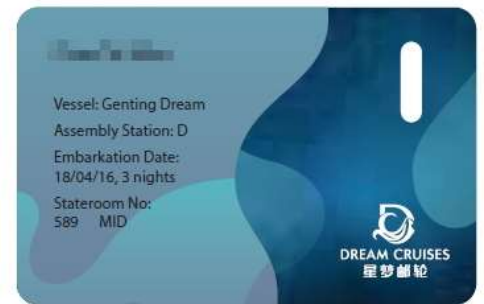 Vessel: Genting Dream
Assembly Station: D
Embarkation Date:
18/04/16, 3 nights
Stateroom No:
589 MID
DREAM CRUISES
星梦邮轮